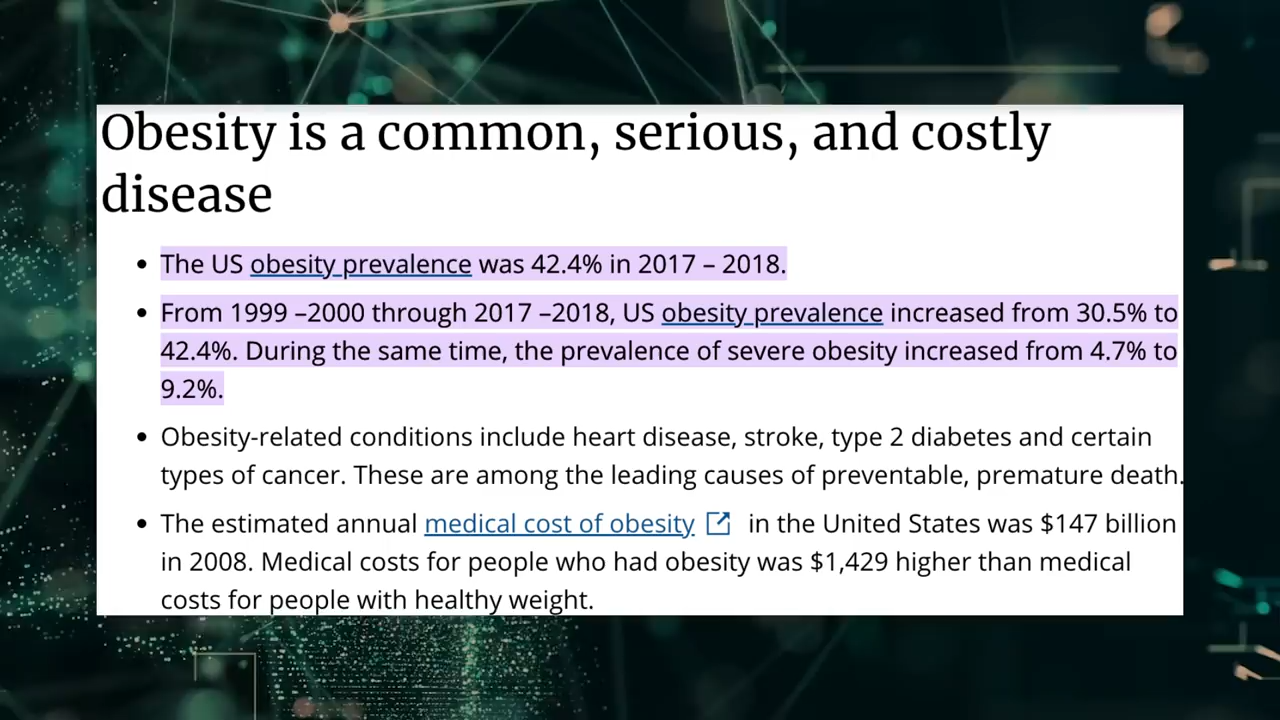 Obesity is a common, serious, and costly
disease
• The US obesity prevalence was 42.4% in 2017 – 2018.
• From 1999 –2000 through 2017 –2018, US obesity prevalence increased from 30.5% to
42.4%. During the same time, the prevalence of severe obesity increased from 4.7% to
9.2%.
• Obesity-related conditions include heart disease, stroke, type 2 diabetes and certain
types of cancer. These are among the leading causes of preventable, premature death.
• The estimated annual medical cost of obesity in the United States was $147 billion
in 2008. Medical costs for people who had obesity was $1,429 higher than medical
costs for people with healthy weight.